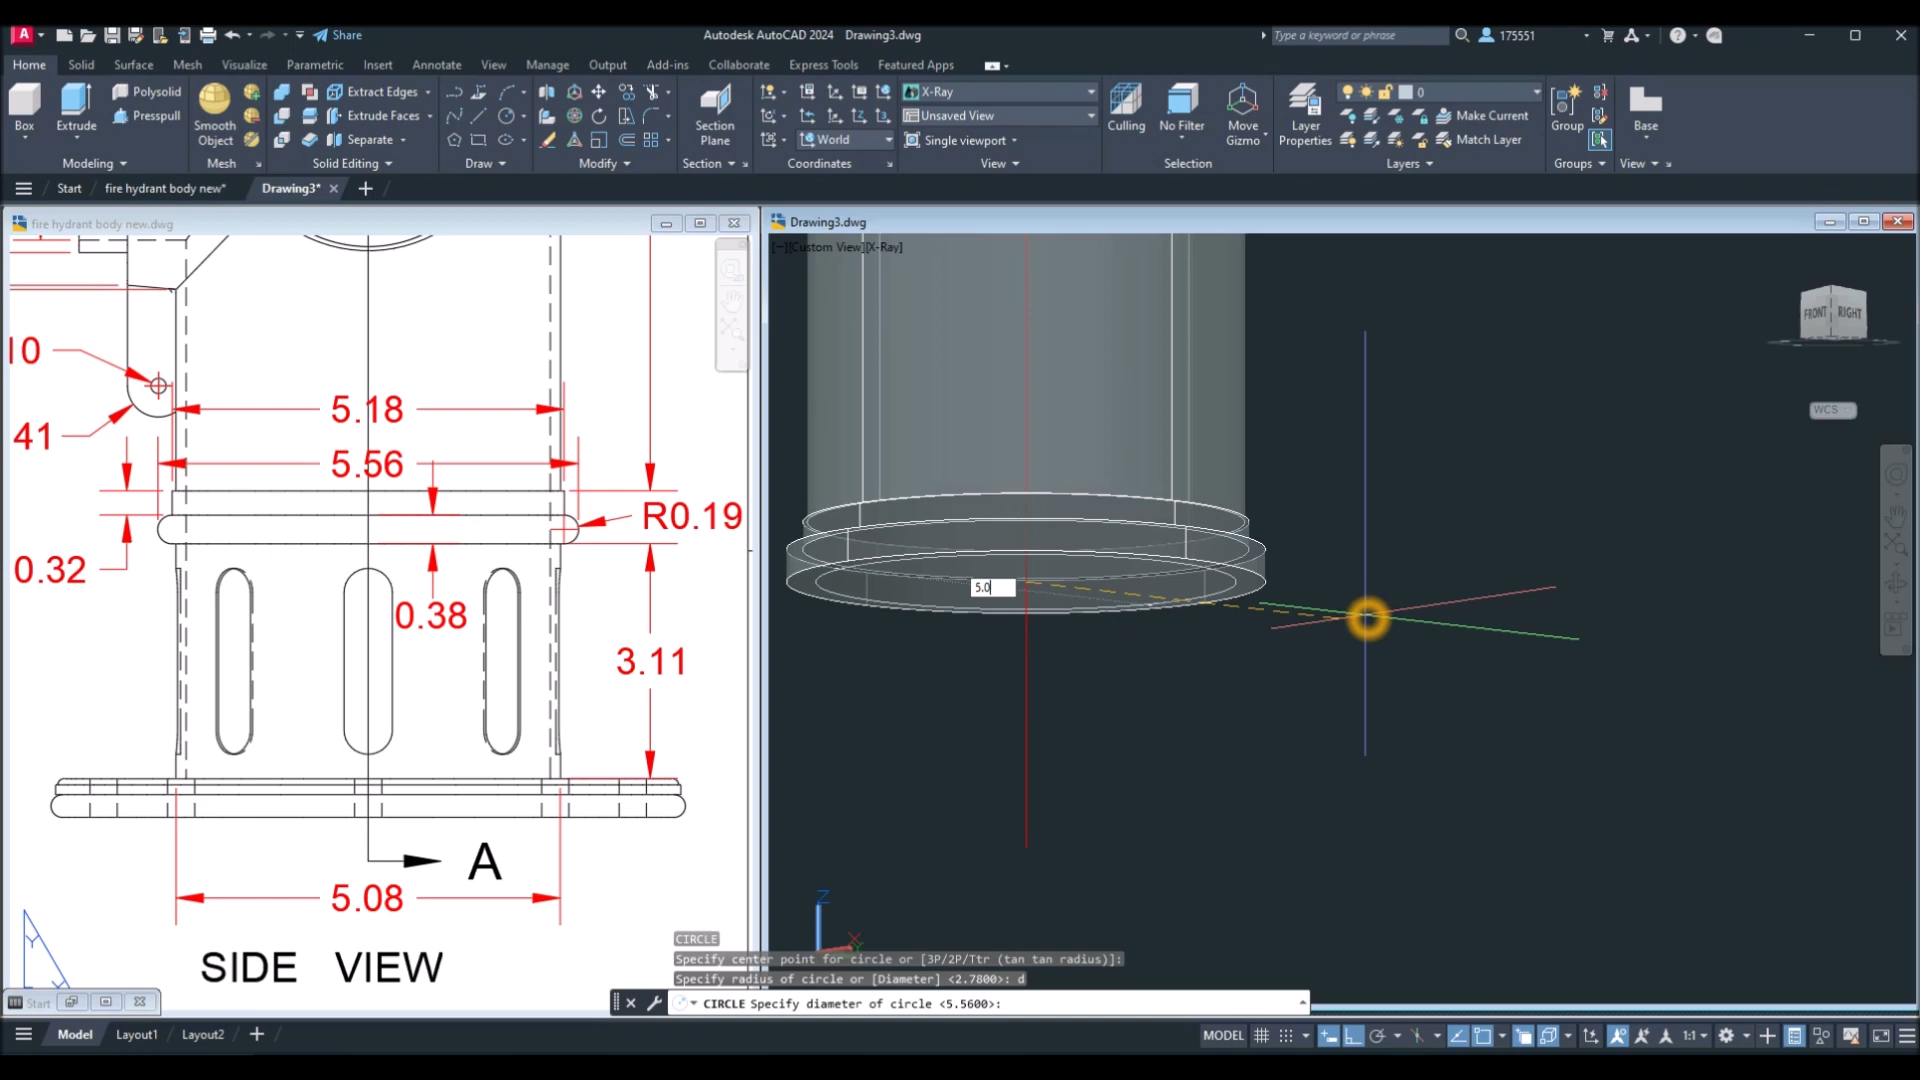 A
Share
Autodesk AutoCAD 2024 Drawing3.dwg
Type a keyword or phrase
175551
Home Solid Surface Mesh Visualize Parametric Insert Annotate View Manage Output Add-ins Collaborate Express Tools Featured Apps
Box
Extrude
Polysolid
Presspull
Smooth
Object
Extract Edges
Extrude Faces
Separate
Section
Plane
World
X-Ray
Unsaved View
Single viewport
Culling
No Filter
Move
Gizmo
Layer
Properties
0
Make Current
Match Layer
Group
Base
Modeling
Mesh
Solid Editing
Draw
Modify
Section
Coordinates
View
Selection
Layers
Groups
View
Start
fire hydrant body new*
Drawing3*
fire hydrant body new.dwg
Drawing3.dwg
[−][Custom View][X-Ray]
FRONT
RIGHT
WCS
10
41
5.18
5.56
R0.19
0.32
0.38
3.11
5.0
A
5.08
SIDE VIEW
Y
Z
X
Y
CIRCLE
Specify center point for circle or [3P/2P/Ttr (tan tan radius)]:
Specify radius of circle or [Diameter] <2.7800>: d
CIRCLE Specify diameter of circle <5.5600>:
Start
Model
Layout1
Layout2
MODEL
1:1